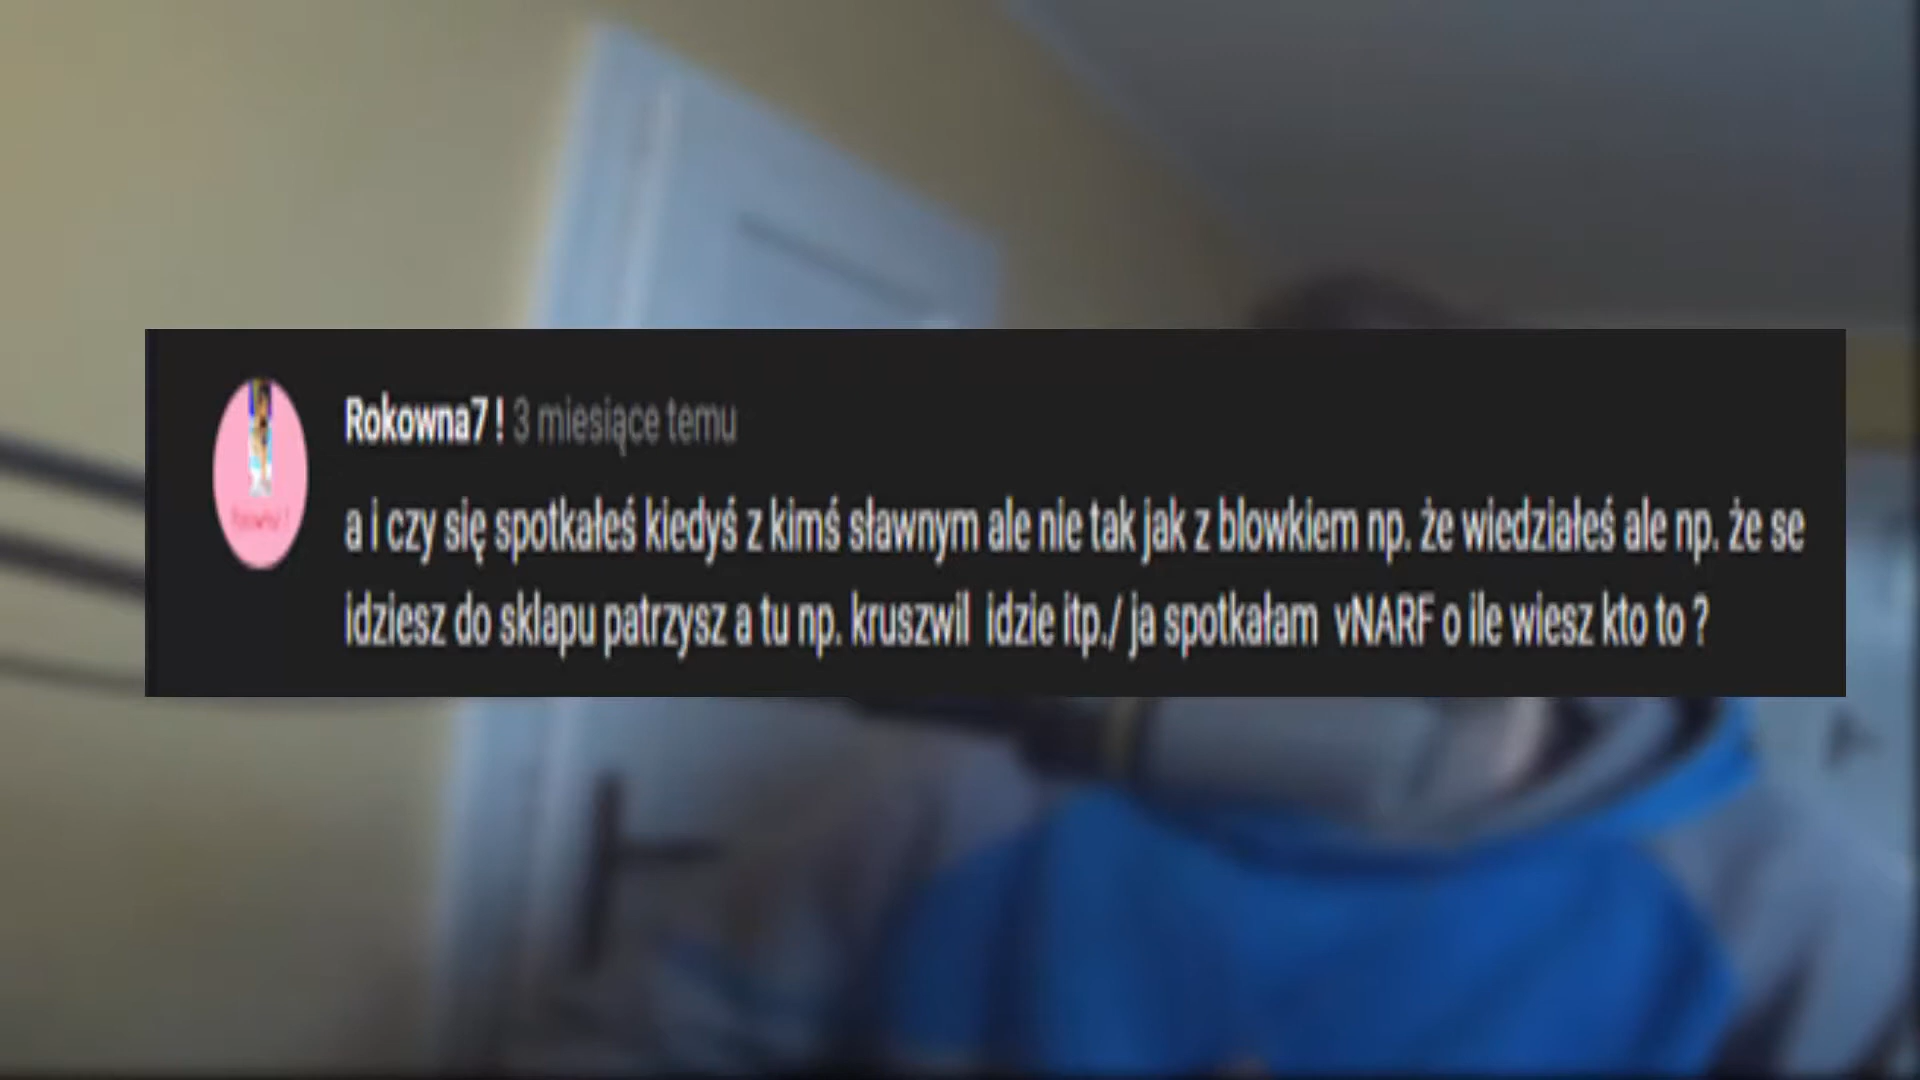 Rokowna7 ! 3 miesiące temu
a i czy się spotkałeś kiedyś z kimś sławnym ale nie tak jak z blowkiem np. że wiedziałeś ale np. że se
idziesz do sklapu patrzysz a tu np. kruszwil idzie itp./ ja spotkałam vNARF o ile wiesz kto to ?